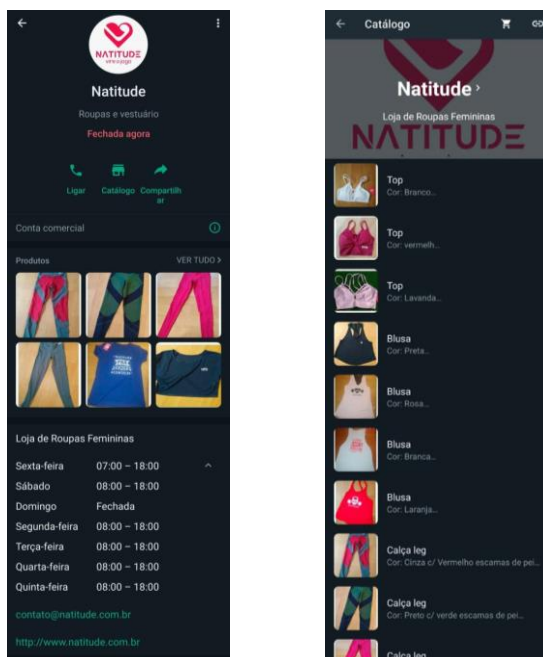 NATITUDE
Natitude
Roupas e vestuário
Fechada agora
Ligar
Catálogo
Compartilh
ar
Conta comercial
Produtos
VER TUDO >
Loja de Roupas Femininas
Sexta-feira 07:00 – 18:00
Sábado 08:00 – 18:00
Domingo Fechada
Segunda-feira 08:00 – 18:00
Terça-feira 08:00 – 18:00
Quarta-feira 08:00 – 18:00
Quinta-feira 08:00 – 18:00
contato@natitude.com.br
http://www.natitude.com.br
Catálogo
Natitude >
Loja de Roupas Femininas
NATITUDE
Top
Cor: Branco...
Top
Cor: vermelh...
Top
Cor: Lavanda...
Blusa
Cor: Preta...
Blusa
Cor: Rosa...
Blusa
Cor: Branca...
Blusa
Cor: Laranja...
Calça leg
Cor: Cinza c/ Vermelho escamas de pei...
Calça leg
Cor: Preto c/ verde escamas de pei...
Calça leg